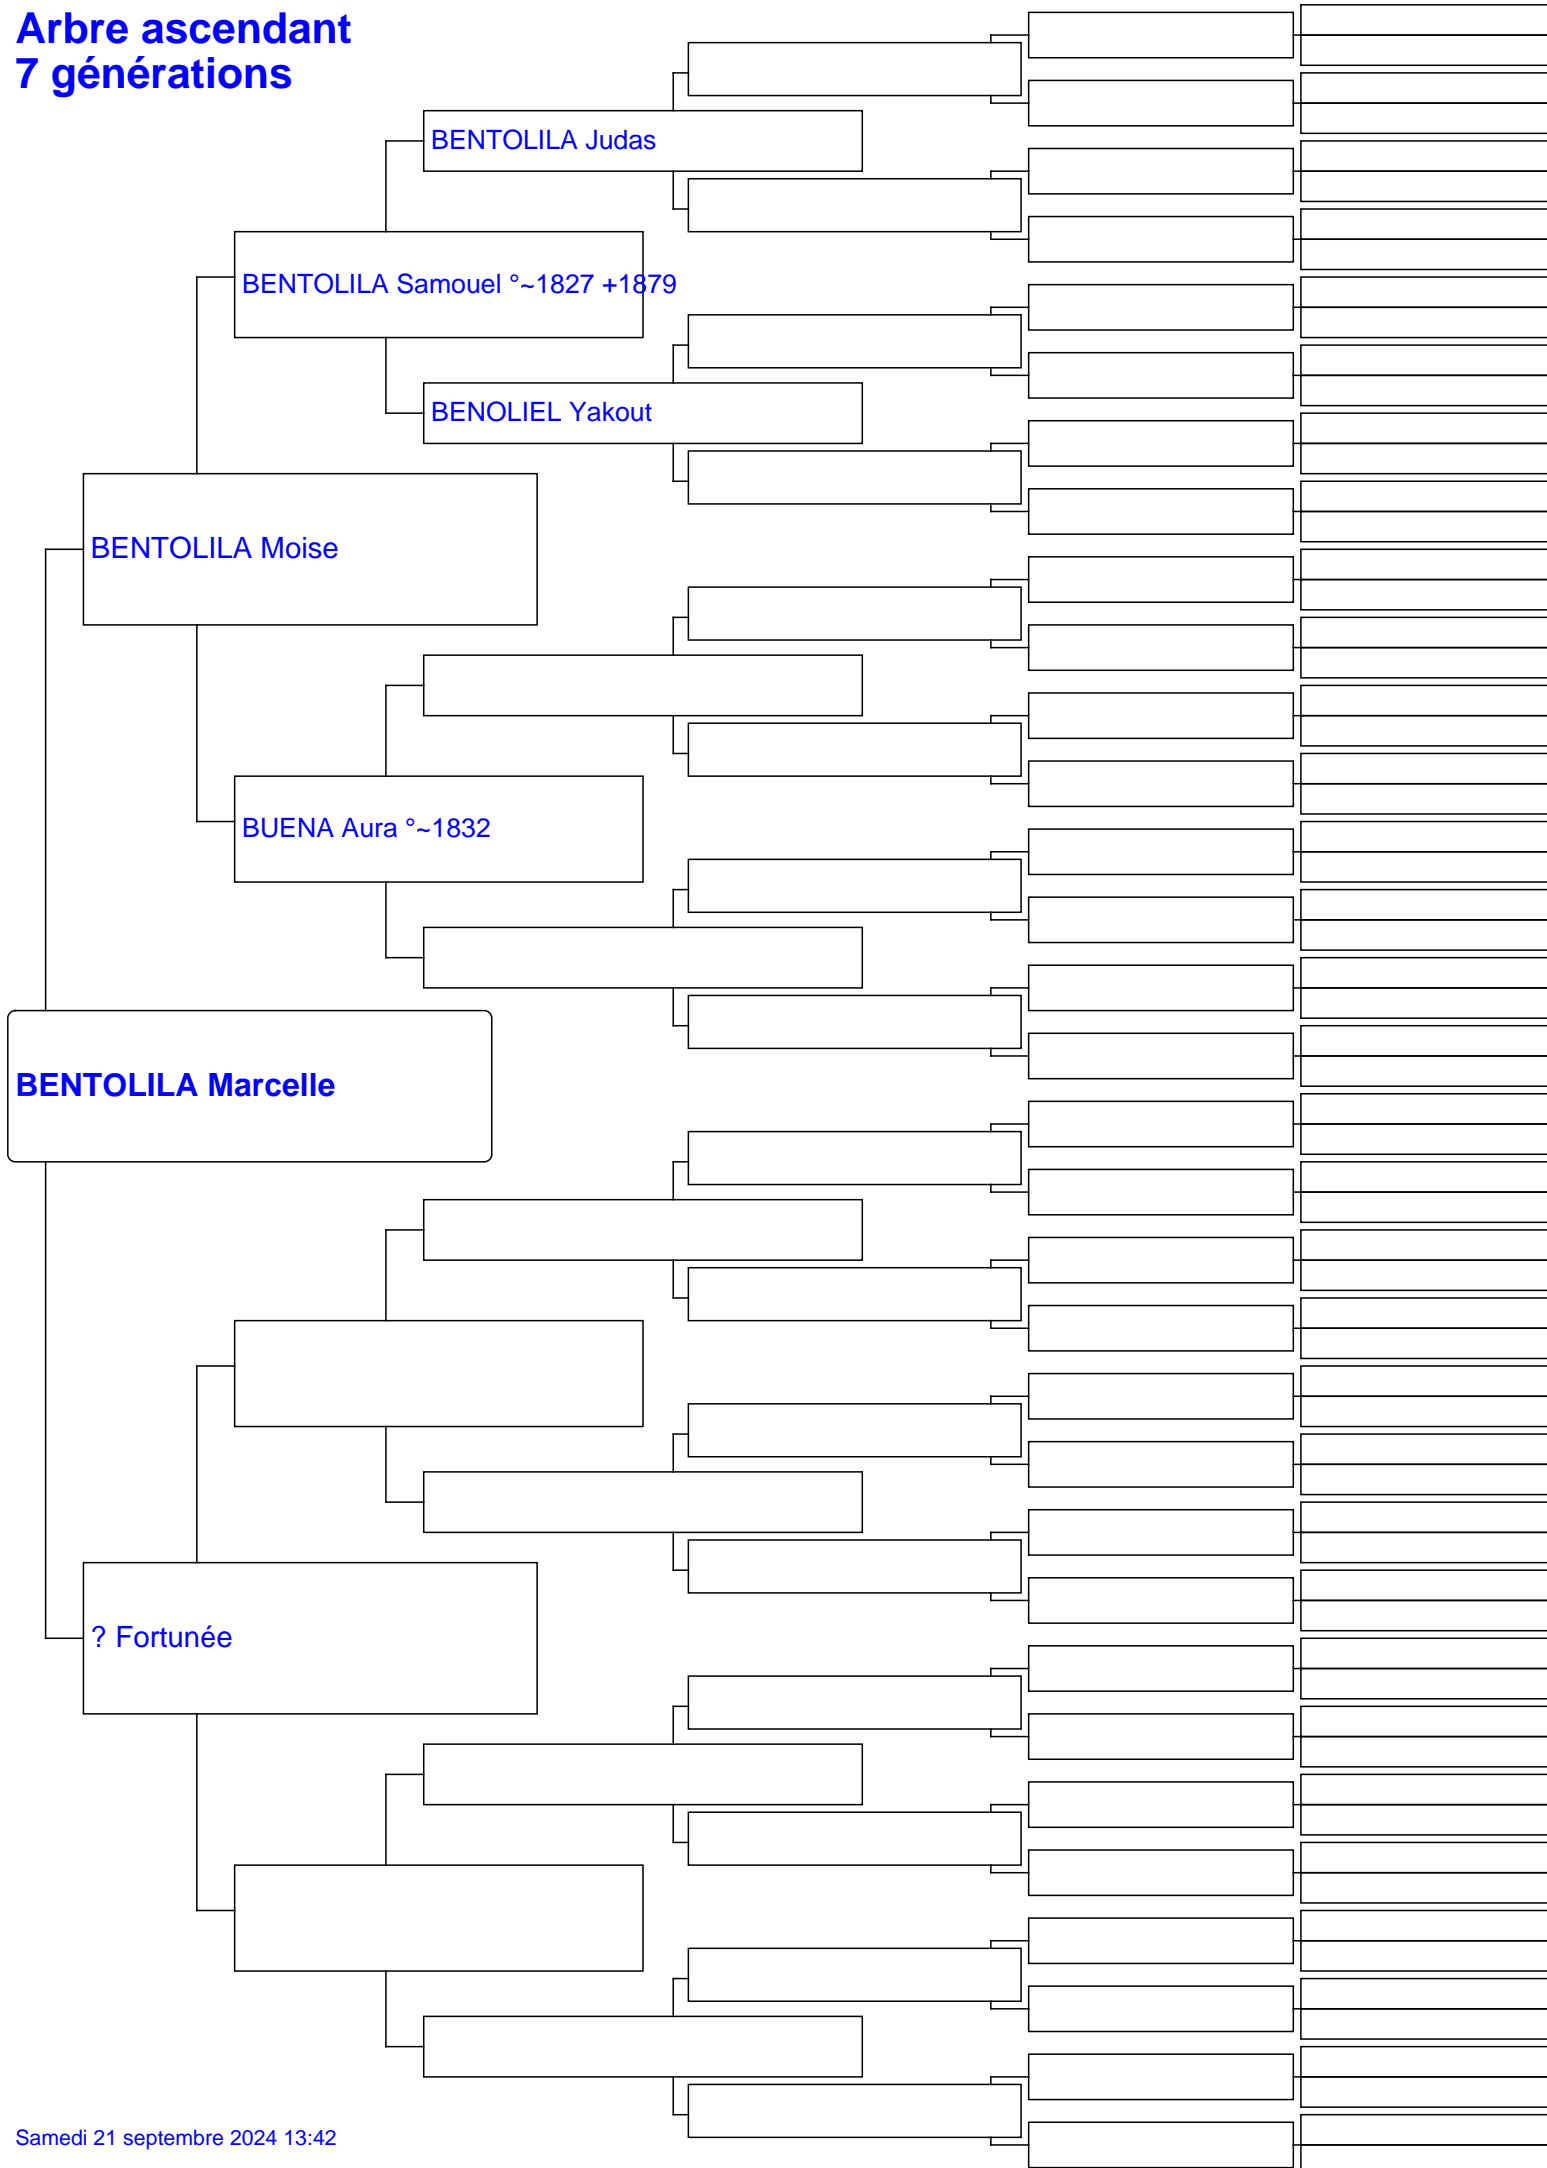 Arbre ascendant
7 générations
BENTOLILA Judas
BENTOLILA Samouel °~1827 +1879
BENOLIEL Yakout
BENTOLILA Moise
BUENA Aura °~1832
BENTOLILA Marcelle
? Fortunée
Samedi 21 septembre 2024 13:42